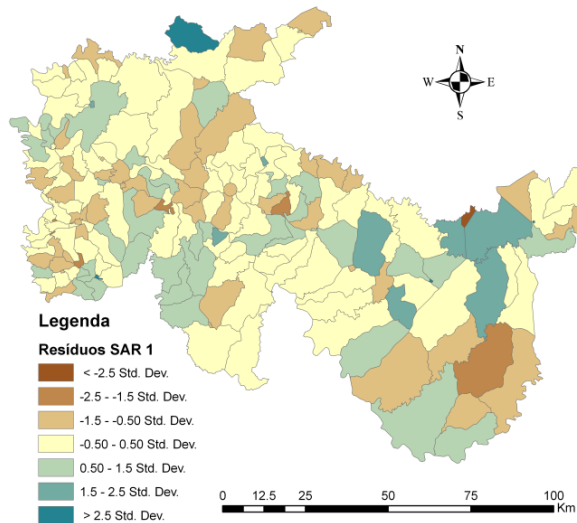 N
W E
S
Legenda
Resíduos SAR 1
< -2.5 Std. Dev.
-2.5 - -1.5 Std. Dev.
-1.5 - -0.50 Std. Dev.
-0.50 - 0.50 Std. Dev.
0.50 - 1.5 Std. Dev.
1.5 - 2.5 Std. Dev.
> 2.5 Std. Dev.
0 12.5 25 50 75 100
Km